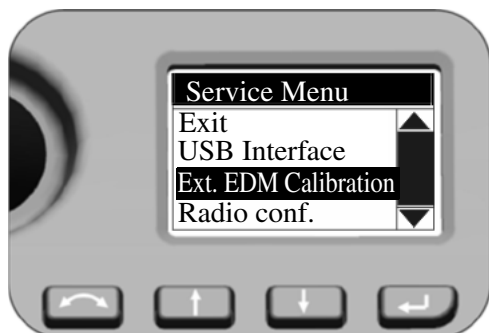 Service Menu
Exit
USB Interface
Ext. EDM Calibration
Radio conf.